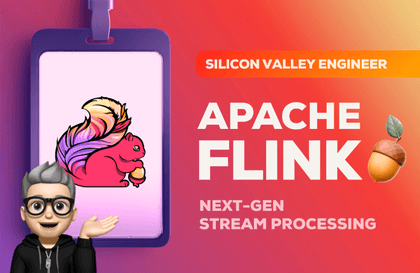 SILICON VALLEY ENGINEER
APACHE
FLINK
NEXT-GEN
STREAM PROCESSING